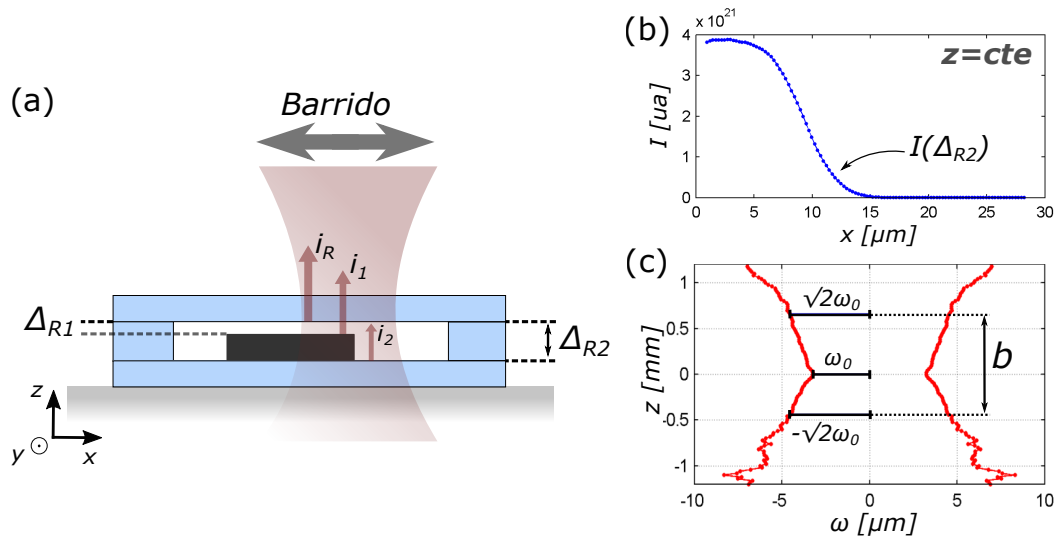 (a)
Barrido
i_R
i_1
i_2
Δ_R1
Δ_R2
z
y
x
(b)
x 10^21
z=cte
I(Δ_R2)
I [ua]
4
3
2
1
0
0 5 10 15 20 25 30
x [μm]
(c)
z [mm]
1
0.5
0
-0.5
-1
√2ω_0
ω_0
-√2ω_0
b
-10 -5 0 5 10
ω [μm]